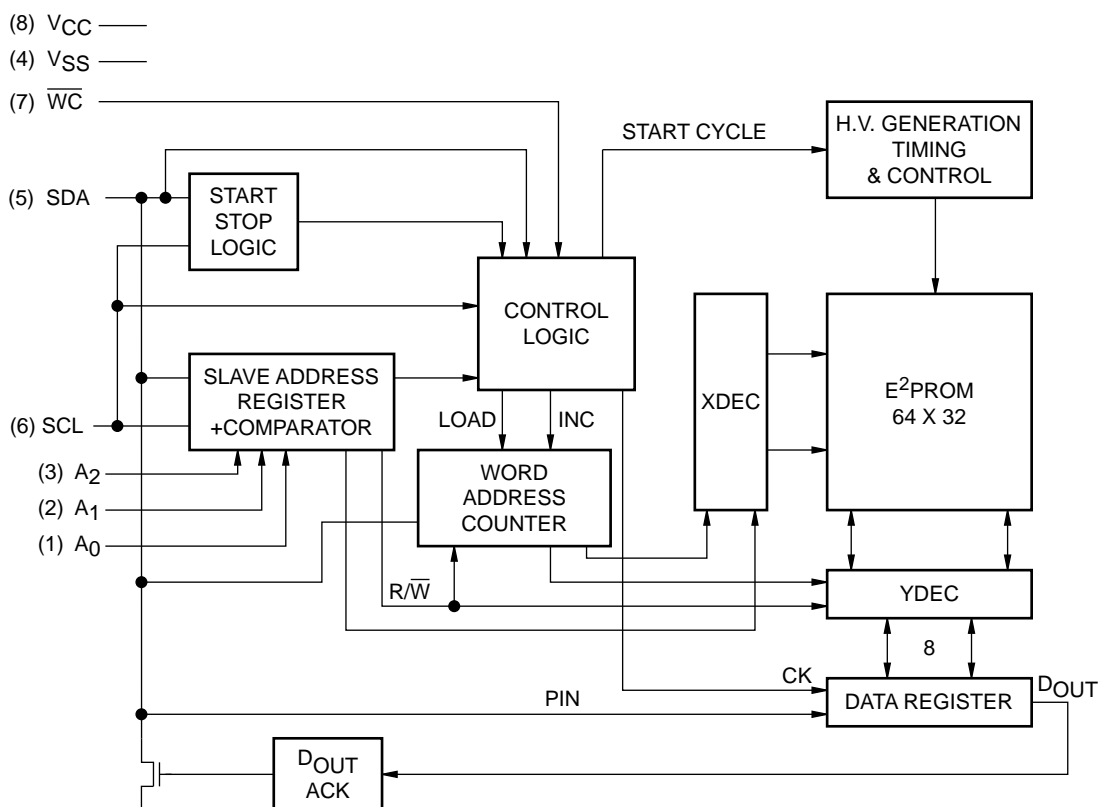 (8) VCC
(4) VSS
(7) W̅C̅
START CYCLE
H.V. GENERATION
TIMING
& CONTROL
(5) SDA
START
STOP
LOGIC
CONTROL
LOGIC
SLAVE ADDRESS
REGISTER
+COMPARATOR
XDEC
E²PROM
64 X 32
(6) SCL
LOAD
INC
(3) A2
(2) A1
(1) A0
WORD
ADDRESS
COUNTER
R/W̅
YDEC
8
CK
PIN
DATA REGISTER
DOUT
DOUT
ACK